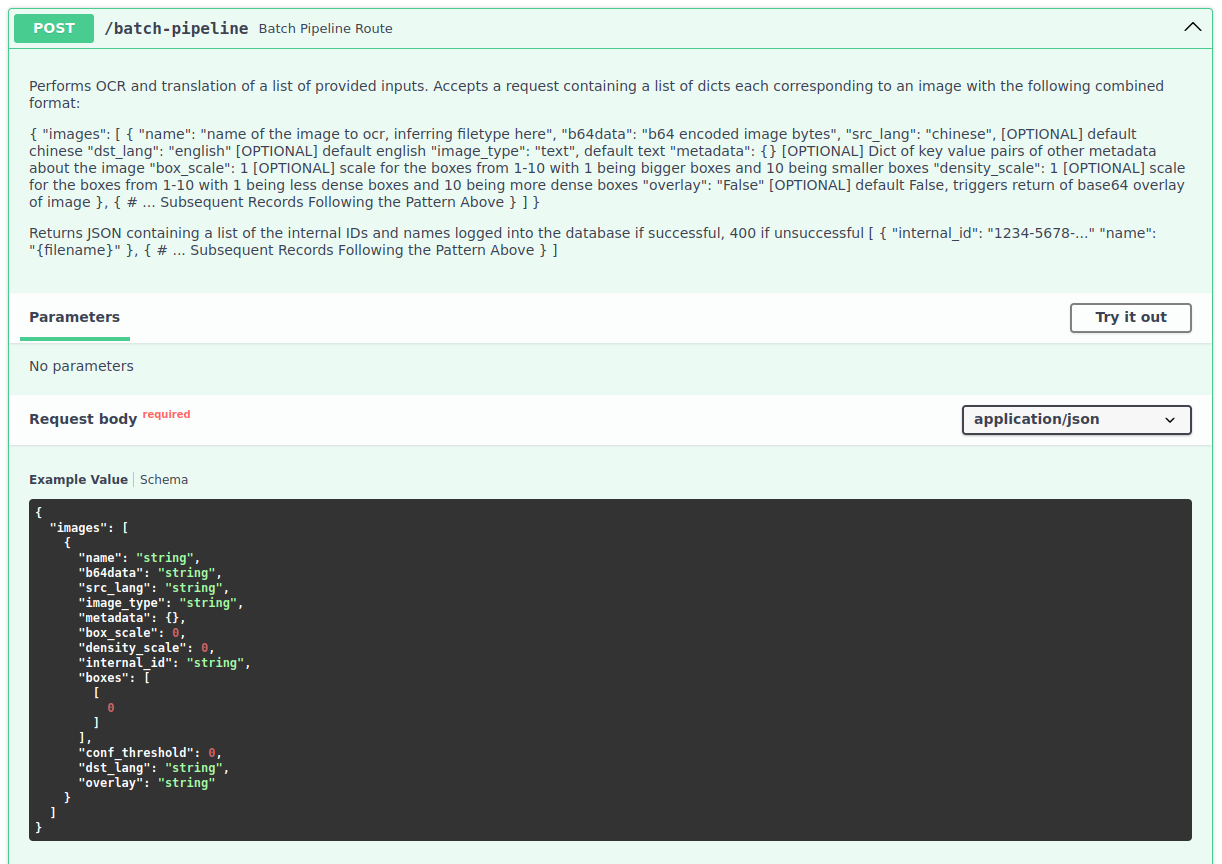 POST /batch-pipeline Batch Pipeline Route
Performs OCR and translation of a list of provided inputs. Accepts a request containing a list of dicts each corresponding to an image with the following combined
format:
{ "images": [ { "name": "name of the image to ocr, inferring filetype here", "b64data": "b64 encoded image bytes", "src_lang": "chinese", [OPTIONAL] default
chinese "dst_lang": "english" [OPTIONAL] default english "image_type": "text", default text "metadata": {} [OPTIONAL] Dict of key value pairs of other metadata
about the image "box_scale": 1 [OPTIONAL] scale for the boxes from 1-10 with 1 being bigger boxes and 10 being smaller boxes "density_scale": 1 [OPTIONAL] scale
for the boxes from 1-10 with 1 being less dense boxes and 10 being more dense boxes "overlay": "False" [OPTIONAL] default False, triggers return of base64 overlay
of image }, { # ... Subsequent Records Following the Pattern Above } ] }
Returns JSON containing a list of the internal IDs and names logged into the database if successful, 400 if unsuccessful [ { "internal_id": "1234-5678-..." "name":
"{filename}" }, { # ... Subsequent Records Following the Pattern Above } ]
Parameters
Try it out
No parameters
Request body required
application/json
Example Value Schema
{
  "images": [
    {
      "name": "string",
      "b64data": "string",
      "src_lang": "string",
      "image_type": "string",
      "metadata": {},
      "box_scale": 0,
      "density_scale": 0,
      "internal_id": "string",
      "boxes": [
        [
          0
        ]
      ],
      "conf_threshold": 0,
      "dst_lang": "string",
      "overlay": "string"
    }
  ]
}